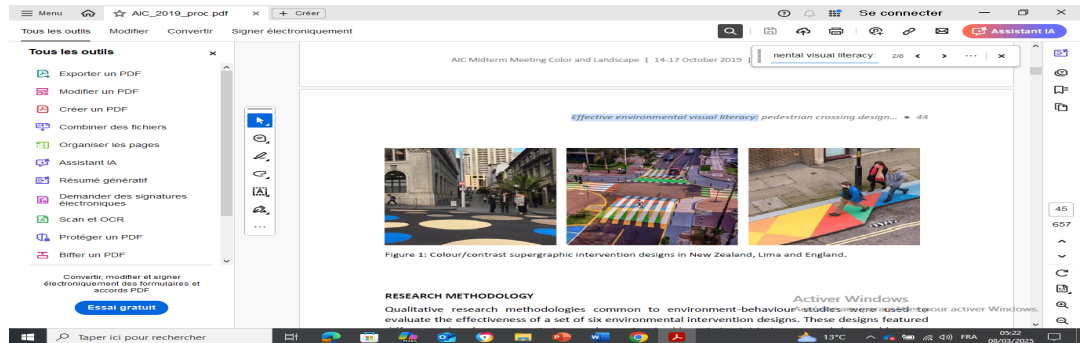 Menu
AIC_2019_proc.pdf
Créer
Se connecter
Tous les outils
Modifier
Convertir
Signer électroniquement
Assistant IA
Tous les outils
Exporter un PDF
Modifier un PDF
Créer un PDF
Combiner des fichiers
Organiser les pages
Assistant IA
Résumé génératif
Demander des signatures
électroniques
Scan et OCR
Protéger un PDF
Biffer un PDF
Convertir, modifier et signer
électroniquement des formulaires et
accords PDF
Essai gratuit
AIC Midterm Meeting Color and Landscape | 14-17 October 2019 |
nental visual literacy:
2/8
Effective environmental visual literacy: pedestrian crossing design... ● 44
Figure 1: Colour/contrast supergraphic intervention designs in New Zealand, Lima and England.
RESEARCH METHODOLOGY
Qualitative research methodologies common to environment-behaviour studies were used to
evaluate the effectiveness of a set of six environmental intervention designs. These designs featured
Activer Windows
pour activer Windows.
45
657
Taper ici pour rechercher
13°C
FRA
05:22
08/03/2025